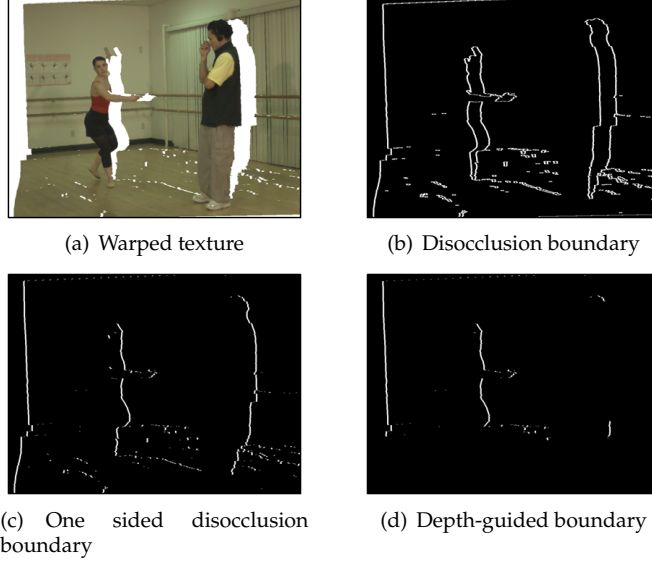 (a) Warped texture
(b) Disocclusion boundary
(c) One sided disocclusion
boundary
(d) Depth-guided boundary